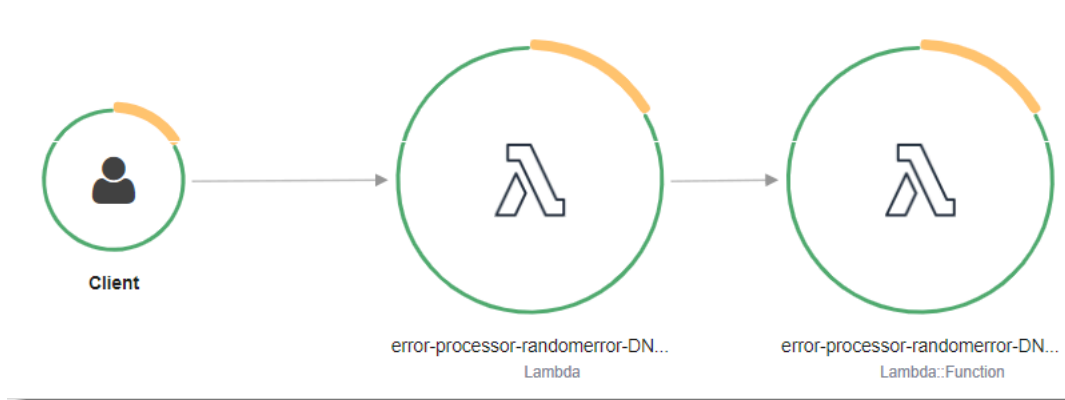 Client
error-processor-randomerror-DN...
Lambda
error-processor-randomerror-DN...
Lambda::Function